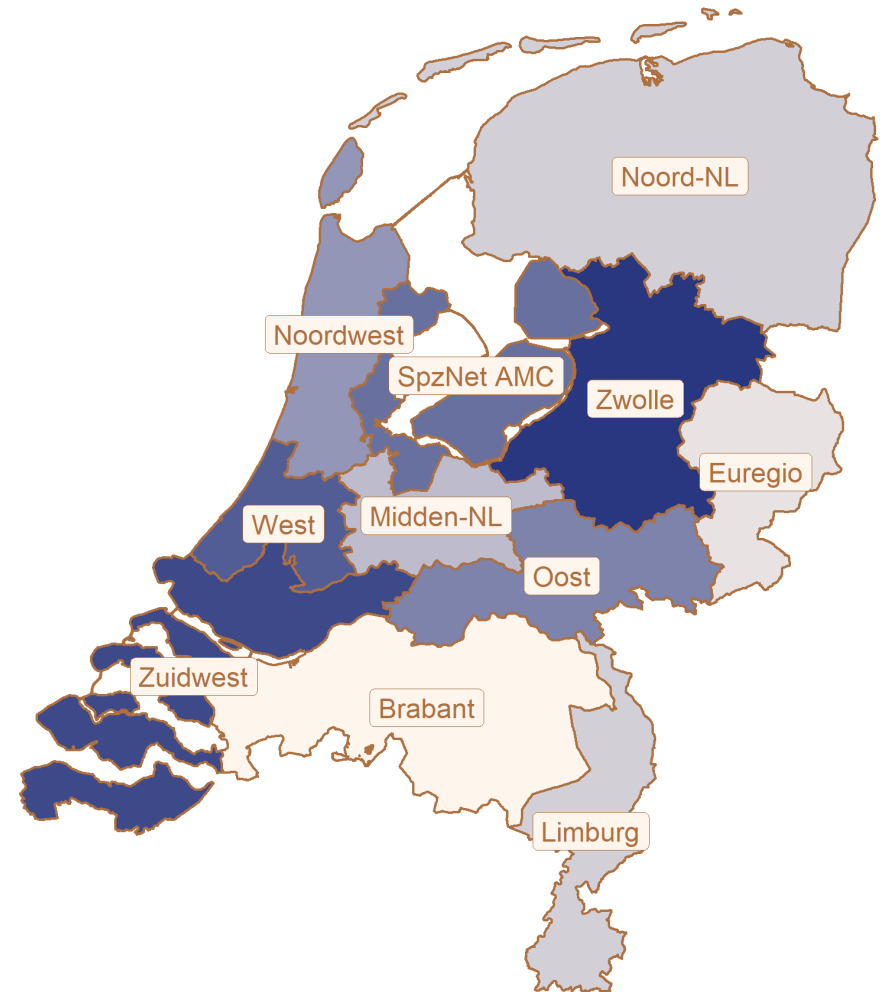 Noord-NL
Noordwest
SpzNet AMC
Zwolle
Euregio
West
Midden-NL
Oost
Zuidwest
Brabant
Limburg